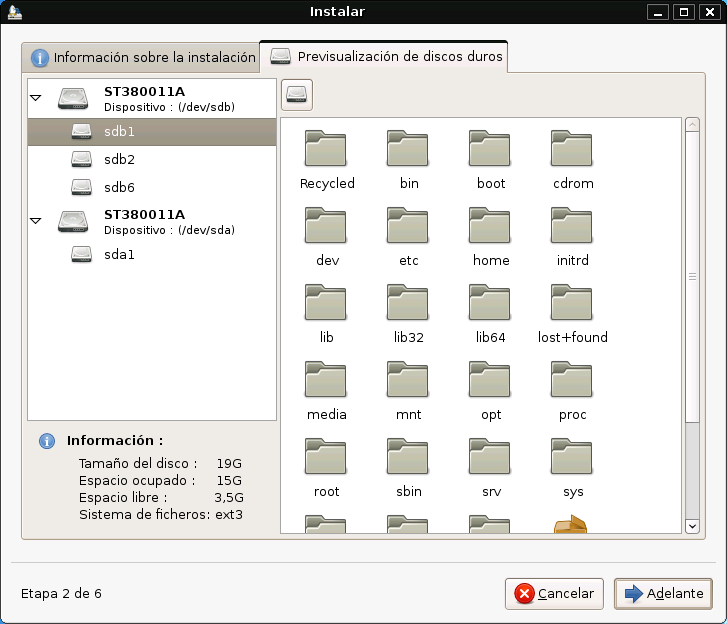 Instalar
Información sobre la instalación
Previsualización de discos duros
ST380011A
Dispositivo : (/dev/sdb)
sdb1
sdb2
sdb6
ST380011A
Dispositivo : (/dev/sda)
sda1
Recycled bin boot cdrom
dev etc home initrd
lib lib32 lib64 lost+found
media mnt opt proc
root sbin srv sys
Información :
Tamaño del disco : 19G
Espacio ocupado : 15G
Espacio libre : 3,5G
Sistema de ficheros: ext3
Etapa 2 de 6
Cancelar
Adelante